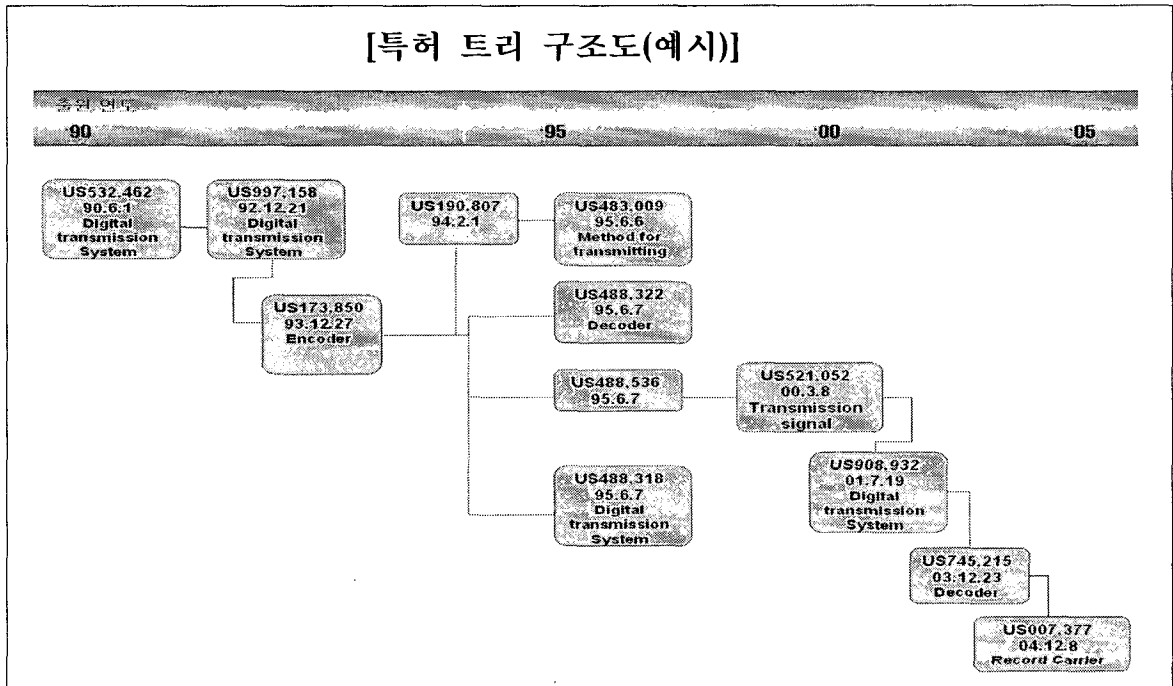 [특허 트리 구조도(예시)]
출원 연도
'90 '95 '00 '05
US532,462
90.6.1
Digital
transmission
System
US997,158
92.12.21
Digital
transmission
System
US173,850
93.12.27
Encoder
US190,807
94.2.1
US483,009
95.6.6
Method for
transmitting
US488,322
95.6.7
Decoder
US488,536
95.6.7
US488,318
95.6.7
Digital
transmission
System
US521,052
00.3.8
Transmission
signal
US908,932
01.7.19
Digital
transmission
System
US745,215
03.12.23
Decoder
US007,377
04.12.8
Record Carrier